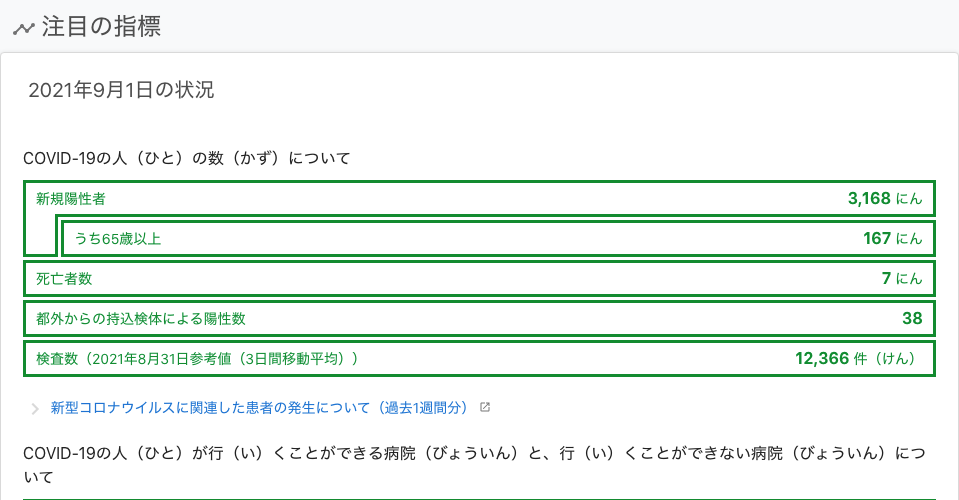 注目の指標
2021年9月1日の状況
COVID-19の人（ひと）の数（かず）について
新規陽性者 3,168 にん
うち65歳以上 167 にん
死亡者数 7 にん
都外からの持込検体による陽性数 38
検査数（2021年8月31日参考値（3日間移動平均）） 12,366 件（けん）
新型コロナウイルスに関連した患者の発生について（過去1週間分）
COVID-19の人（ひと）が行（い）くことができる病院（びょういん）と、行（い）くことができない病院（びょういん）につ
いて